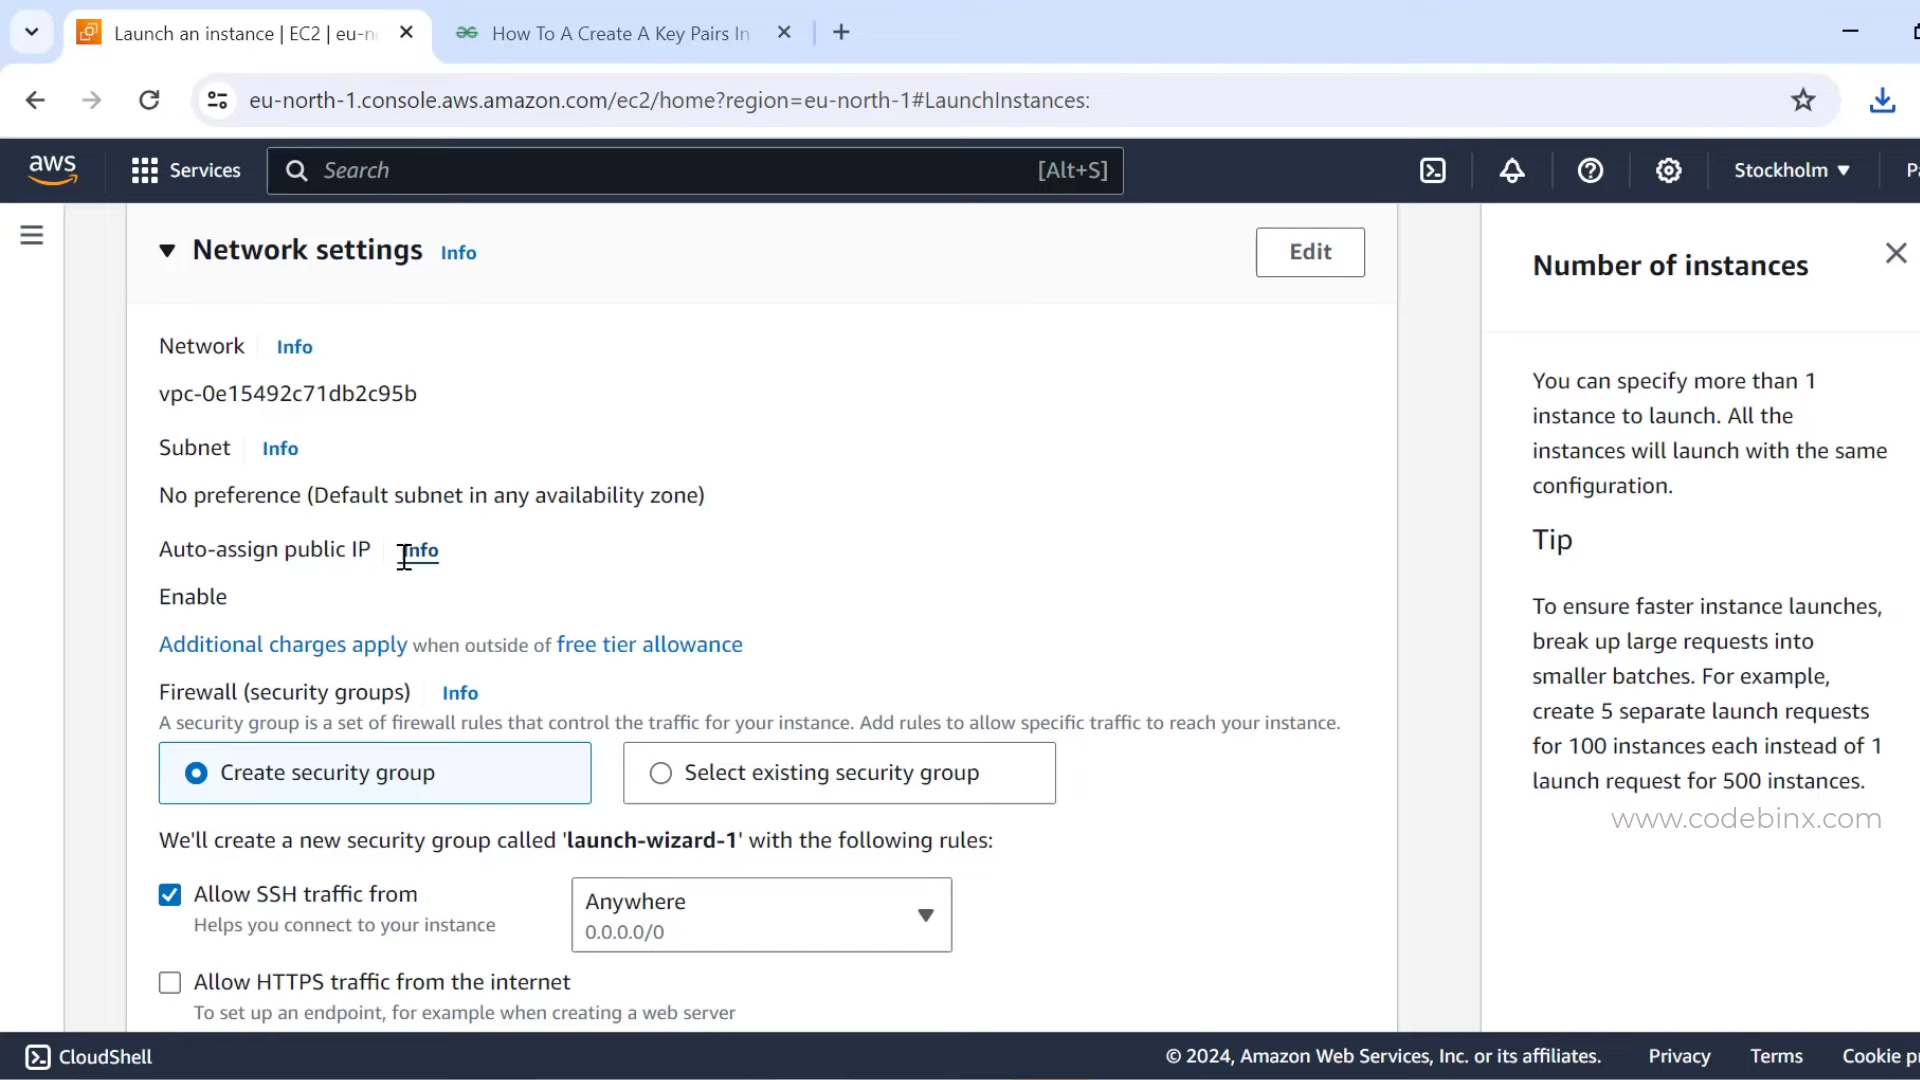 Launch an instance | EC2 | eu-n
How To A Create A Key Pairs In
eu-north-1.console.aws.amazon.com/ec2/home?region=eu-north-1#LaunchInstances:
aws
Services
Search
[Alt+S]
Stockholm
Network settings Info
Edit
Network Info
vpc-0e15492c71db2c95b
Subnet Info
No preference (Default subnet in any availability zone)
Auto-assign public IP Info
Enable
Additional charges apply when outside of free tier allowance
Firewall (security groups) Info
A security group is a set of firewall rules that control the traffic for your instance. Add rules to allow specific traffic to reach your instance.
Create security group
Select existing security group
We'll create a new security group called 'launch-wizard-1' with the following rules:
Allow SSH traffic from
Helps you connect to your instance
Anywhere
0.0.0.0/0
Allow HTTPS traffic from the internet
To set up an endpoint, for example when creating a web server
Number of instances
You can specify more than 1
instance to launch. All the
instances will launch with the same
configuration.
Tip
To ensure faster instance launches,
break up large requests into
smaller batches. For example,
create 5 separate launch requests
for 100 instances each instead of 1
launch request for 500 instances.
www.codebinx.com
CloudShell
© 2024, Amazon Web Services, Inc. or its affiliates.
Privacy
Terms
Cookie